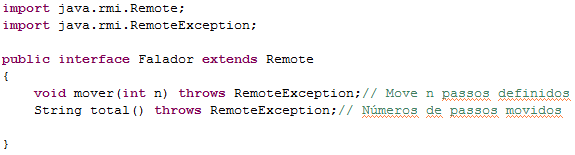 import java.rmi.Remote;
import java.rmi.RemoteException;
public interface Falador extends Remote
{
void mover(int n) throws RemoteException;// Move n passos definidos
String total() throws RemoteException;// Números de passos movidos
}